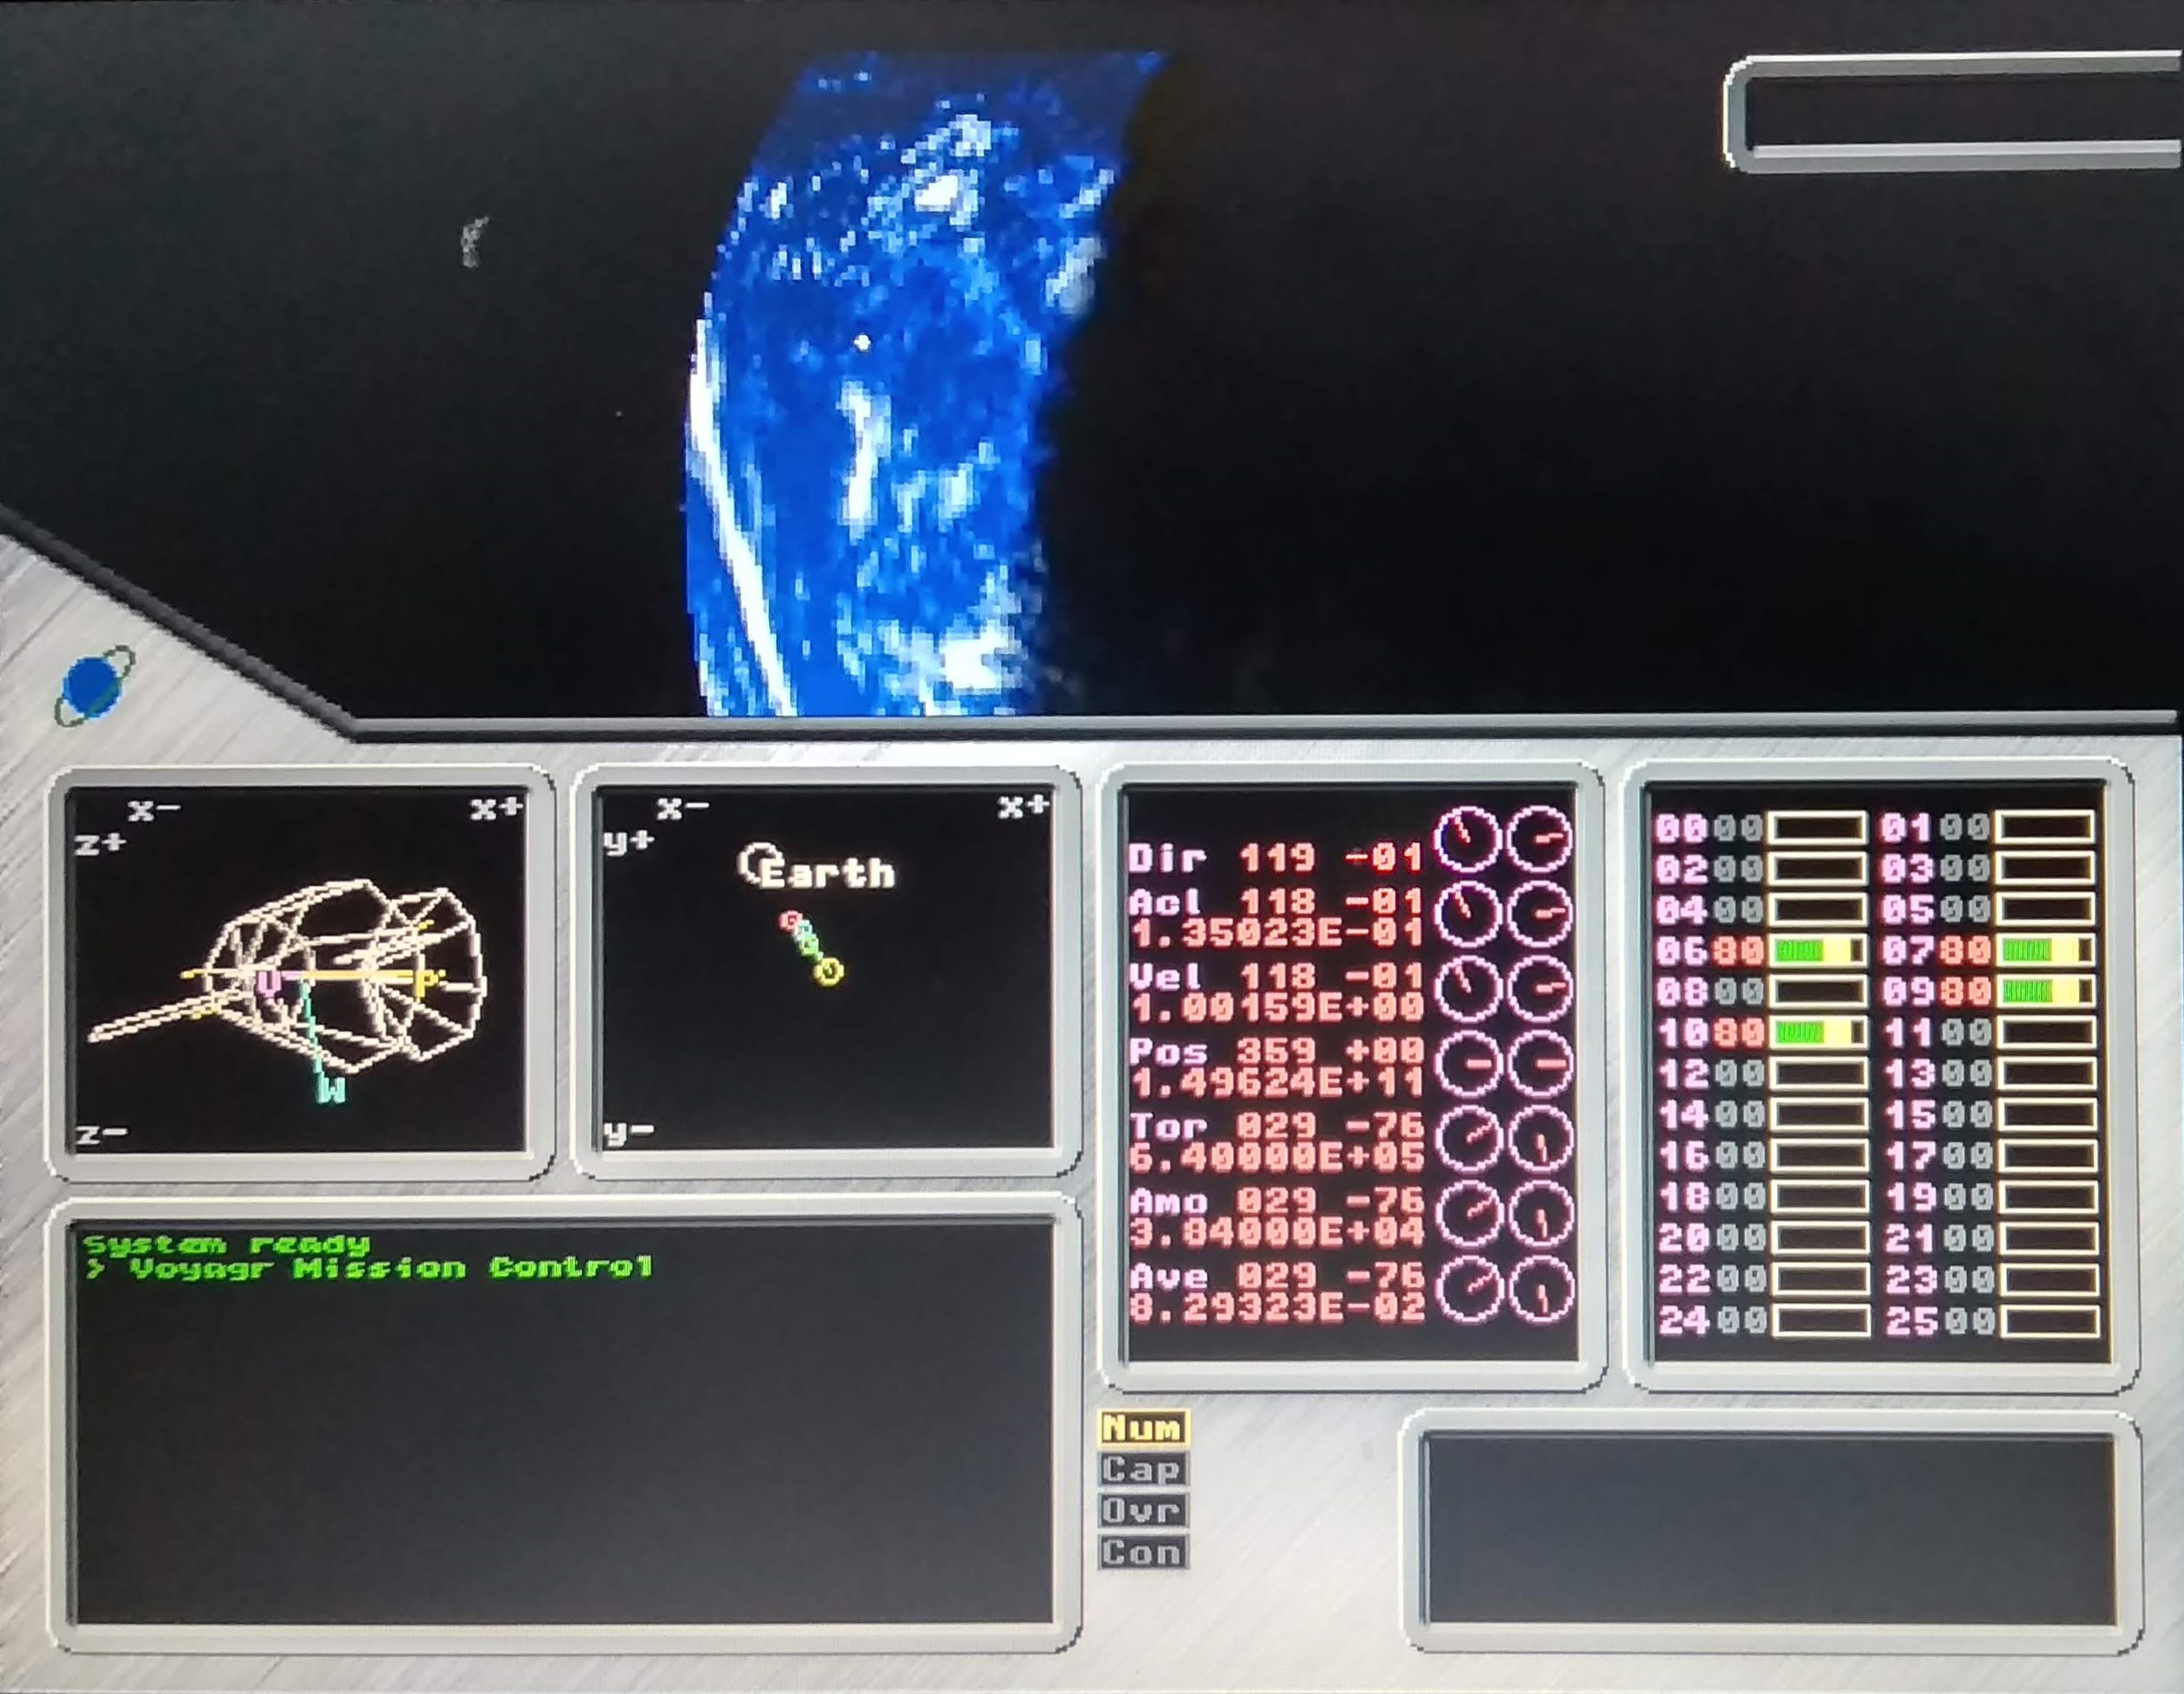 x- x+
z+
U P
W
z-
x- x+
y+
Earth
y-
Dir 119 -01
Acl 118 -01
1.35023E-01
Vel 118 -01
1.00159E+00
Pos 359 +00
1.49624E+11
Tor 029 -76
6.40000E+05
Amo 029 -76
3.84000E+04
Ave 029 -76
8.29323E-02
0000 0100
0200 0300
0400 0500
0680 0780
0800 0980
1080 1100
1200 1300
1400 1500
1600 1700
1800 1900
2000 2100
2200 2300
2400 2500
System ready
> Voyagr Mission Control
Num
Cap
Ovr
Con